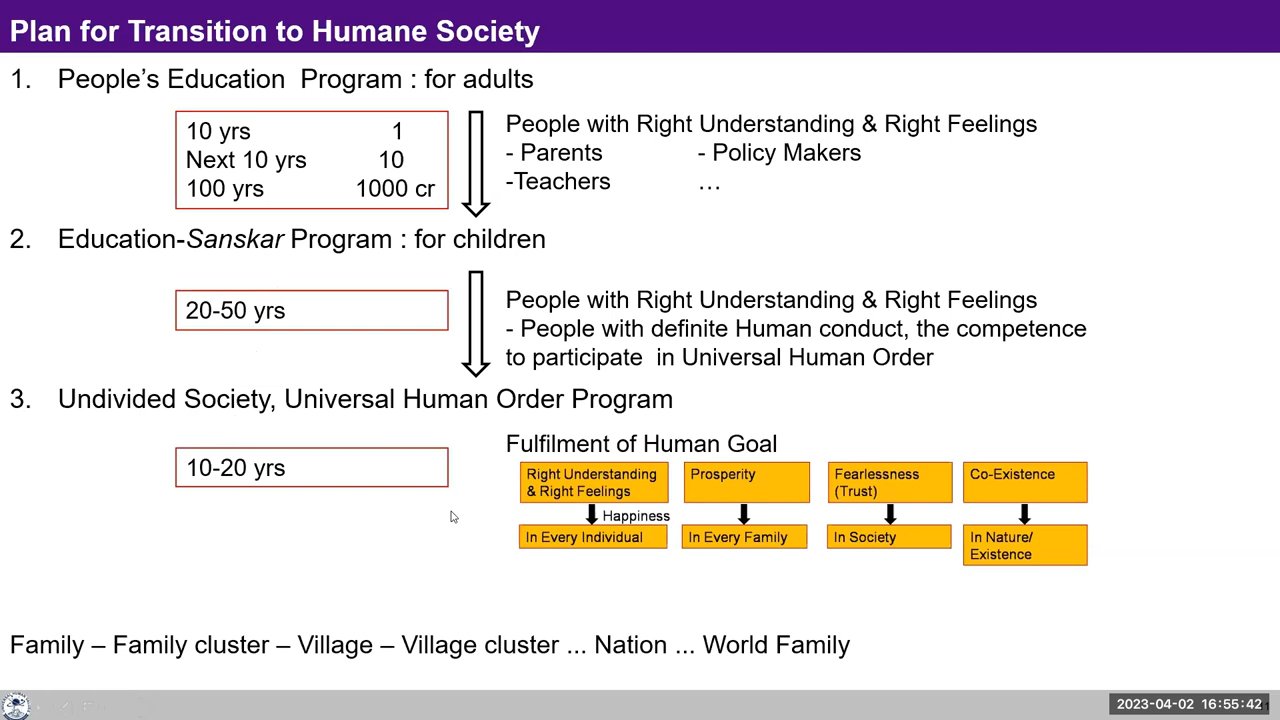 Plan for Transition to Humane Society
1. People’s Education Program : for adults
10 yrs 1
Next 10 yrs 10
100 yrs 1000 cr
People with Right Understanding & Right Feelings
- Parents - Policy Makers
-Teachers …
2. Education-Sanskar Program : for children
20-50 yrs
People with Right Understanding & Right Feelings
- People with definite Human conduct, the competence
to participate in Universal Human Order
3. Undivided Society, Universal Human Order Program
10-20 yrs
Fulfilment of Human Goal
Right Understanding
& Right Feelings
Prosperity
Fearlessness
(Trust)
Co-Existence
Happiness
In Every Individual
In Every Family
In Society
In Nature/
Existence
Family – Family cluster – Village – Village cluster ... Nation ... World Family
2023-04-02 16:55:42